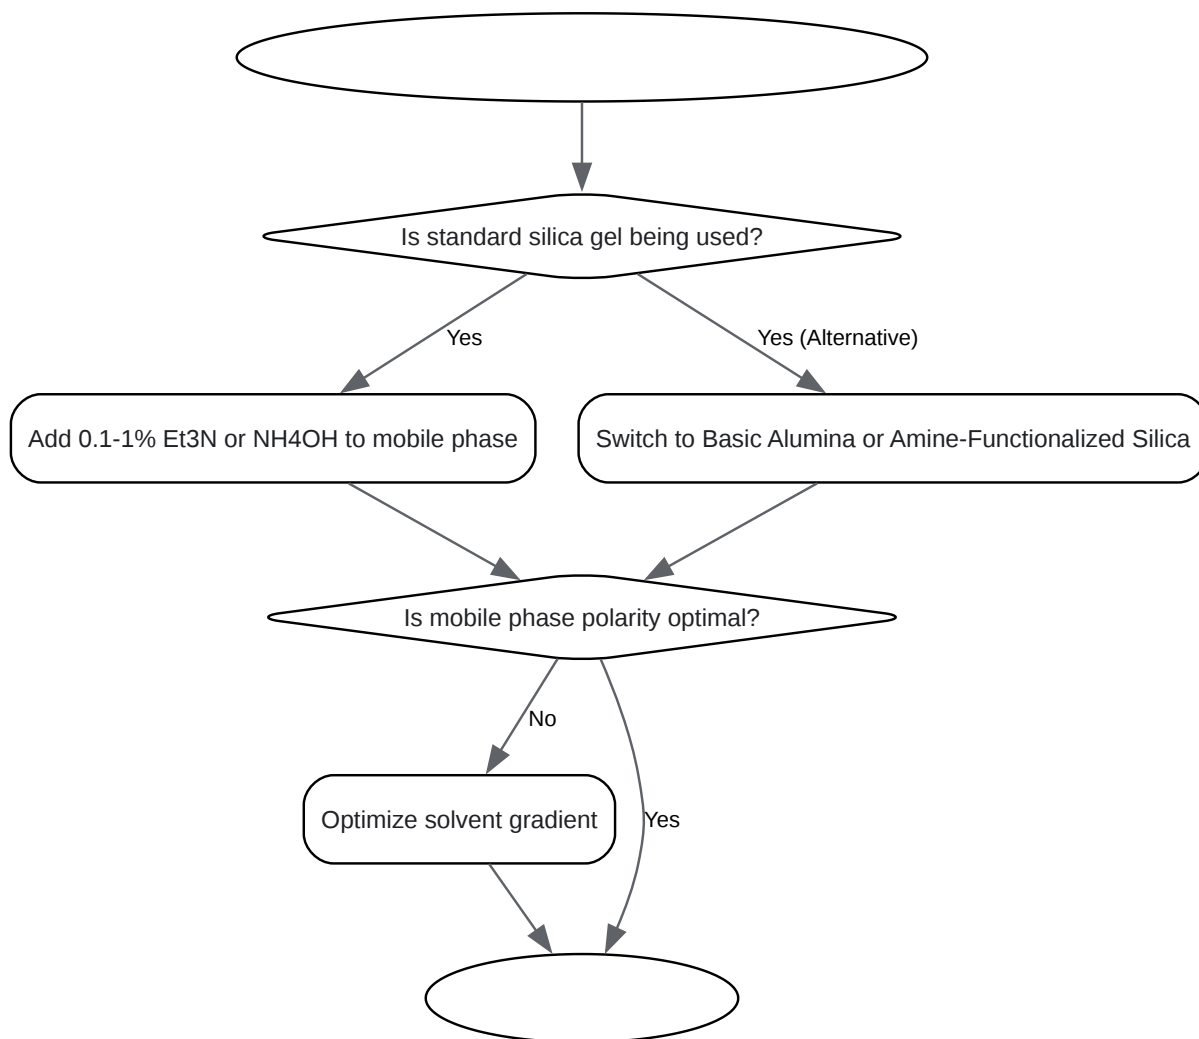 Is standard silica gel being used?
Yes
Yes (Alternative)
Add 0.1-1% Et3N or NH4OH to mobile phase
Switch to Basic Alumina or Amine-Functionalized Silica
Is mobile phase polarity optimal?
No
Optimize solvent gradient
Yes